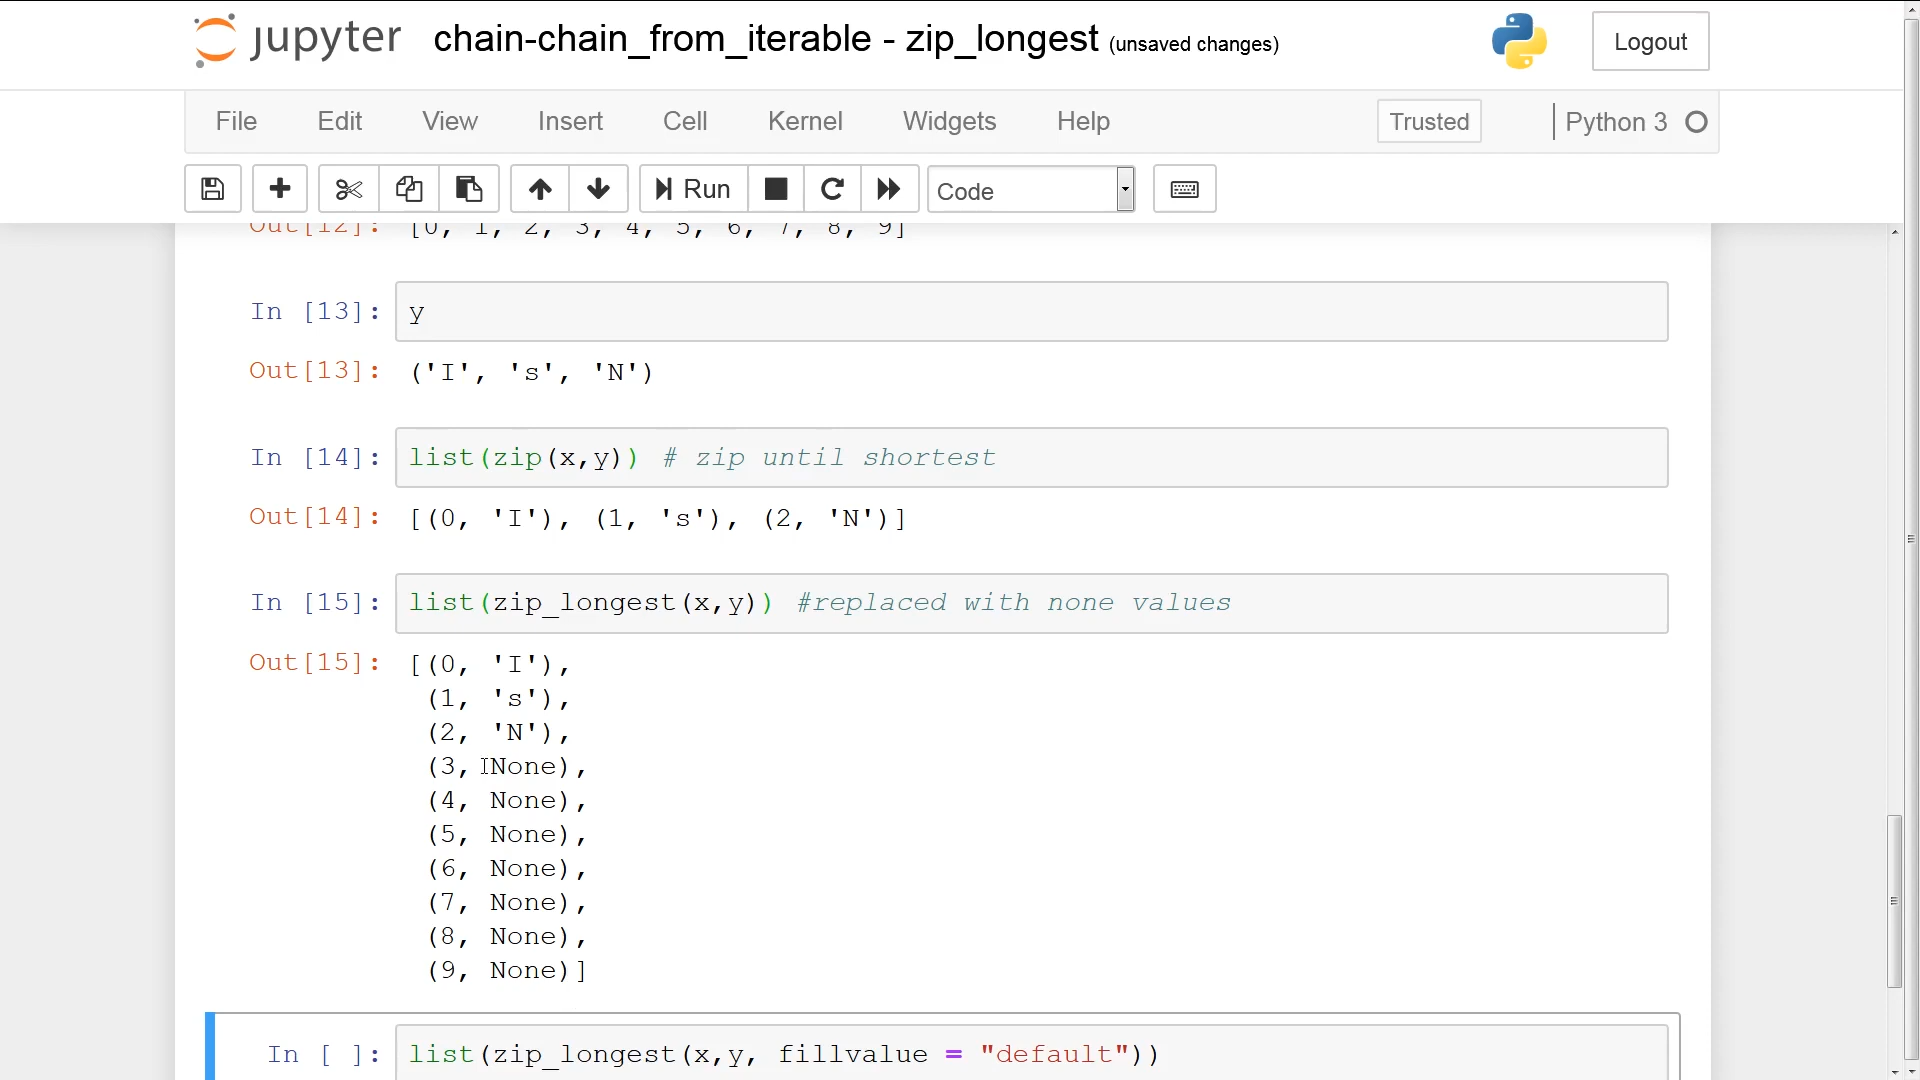 jupyter chain-chain_from_iterable - zip_longest (unsaved changes) Logout
File Edit View Insert Cell Kernel Widgets Help Trusted Python 3
Run Code
Out[12]: [0, 1, 2, 3, 4, 5, 6, 7, 8, 9]
In [13]: y
Out[13]: ('I', 's', 'N')
In [14]: list(zip(x,y)) # zip until shortest
Out[14]: [(0, 'I'), (1, 's'), (2, 'N')]
In [15]: list(zip_longest(x,y)) #replaced with none values
Out[15]: [(0, 'I'),
(1, 's'),
(2, 'N'),
(3, None),
(4, None),
(5, None),
(6, None),
(7, None),
(8, None),
(9, None)]
In [ ]: list(zip_longest(x,y, fillvalue = "default"))